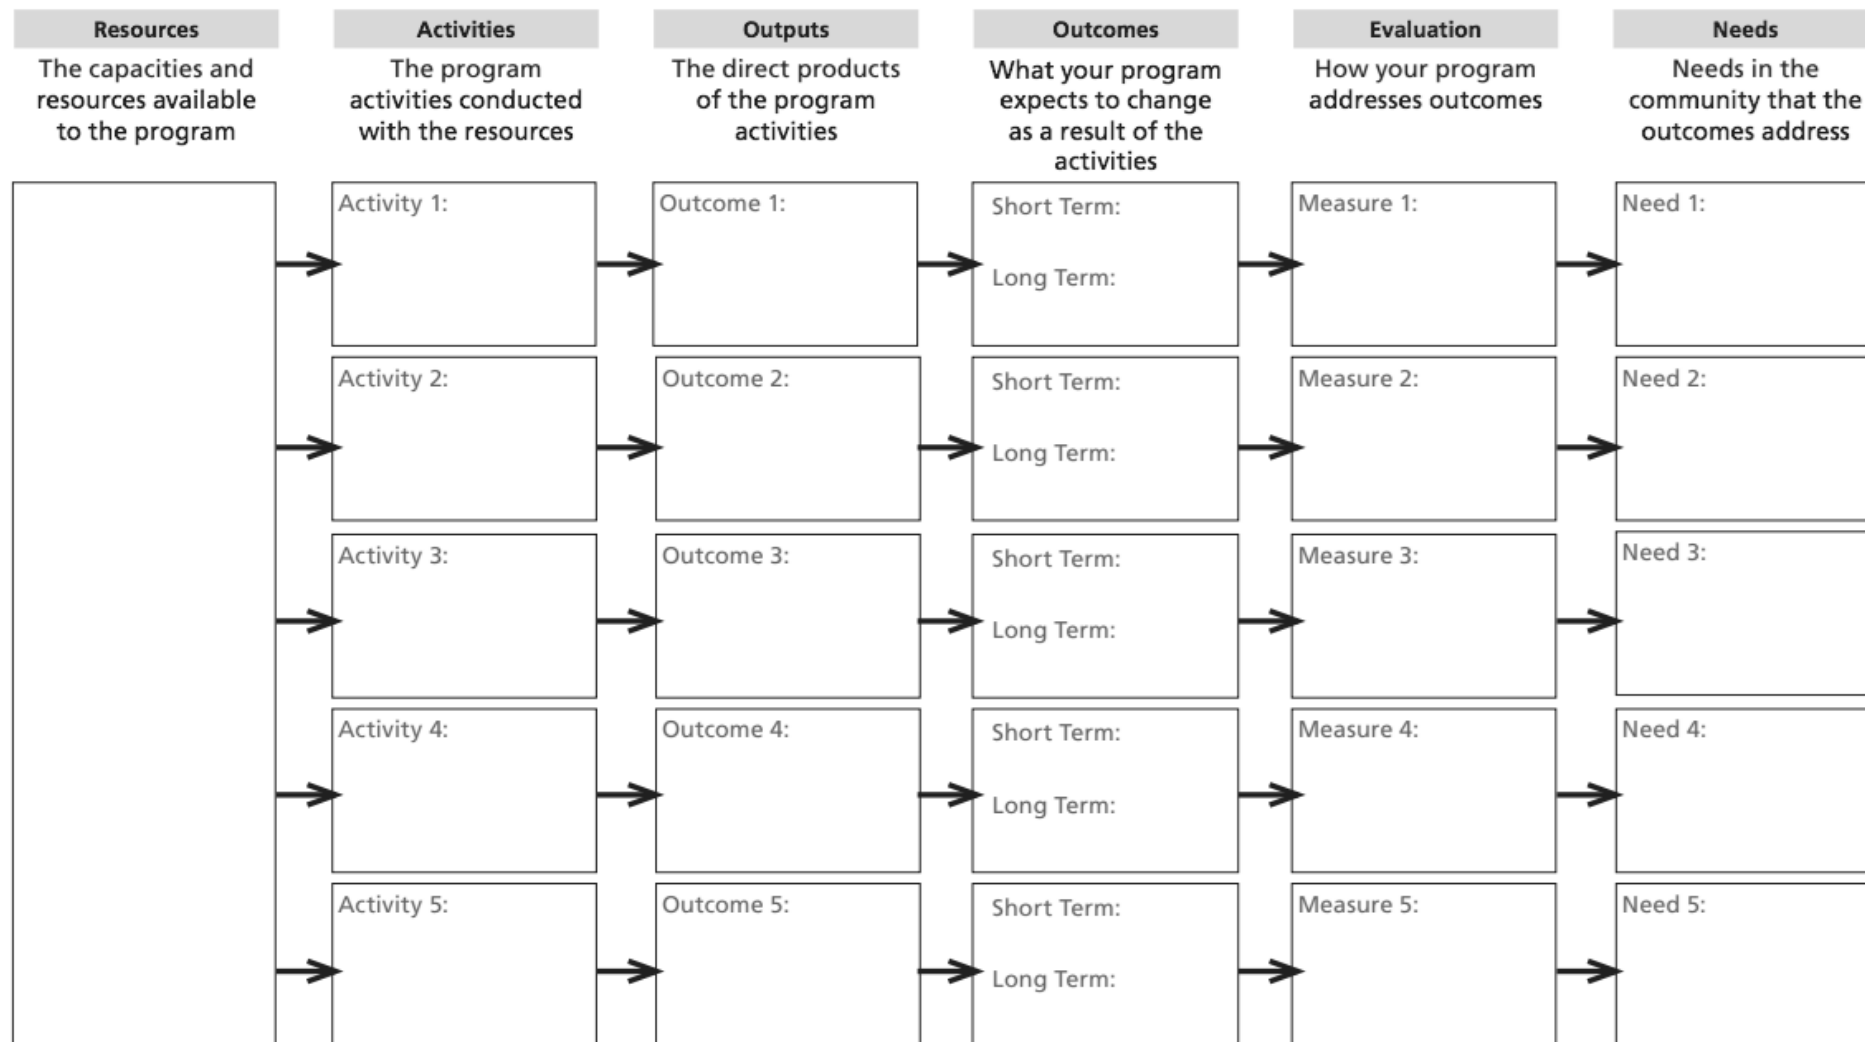 Resources
The capacities and
resources available
to the program
Activities
The program
activities conducted
with the resources
Outputs
The direct products
of the program
activities
Outcomes
What your program
expects to change
as a result of the
activities
Evaluation
How your program
addresses outcomes
Needs
Needs in the
community that the
outcomes address
Activity 1:
Outcome 1:
Short Term:
Long Term:
Measure 1:
Need 1:
Activity 2:
Outcome 2:
Short Term:
Long Term:
Measure 2:
Need 2:
Activity 3:
Outcome 3:
Short Term:
Long Term:
Measure 3:
Need 3:
Activity 4:
Outcome 4:
Short Term:
Long Term:
Measure 4:
Need 4:
Activity 5:
Outcome 5:
Short Term:
Long Term:
Measure 5:
Need 5: